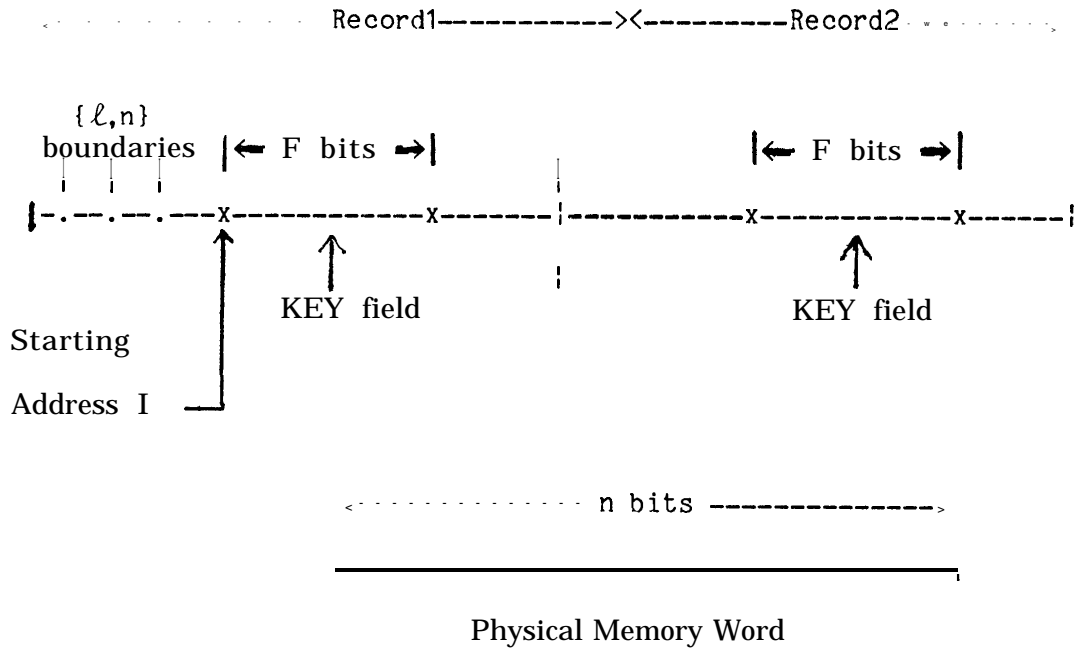 Record1-------------><------------Record2
{ℓ,n}
boundaries |← F bits →| |← F bits →|
KEY field KEY field
Starting
Address I
n bits
Physical Memory Word